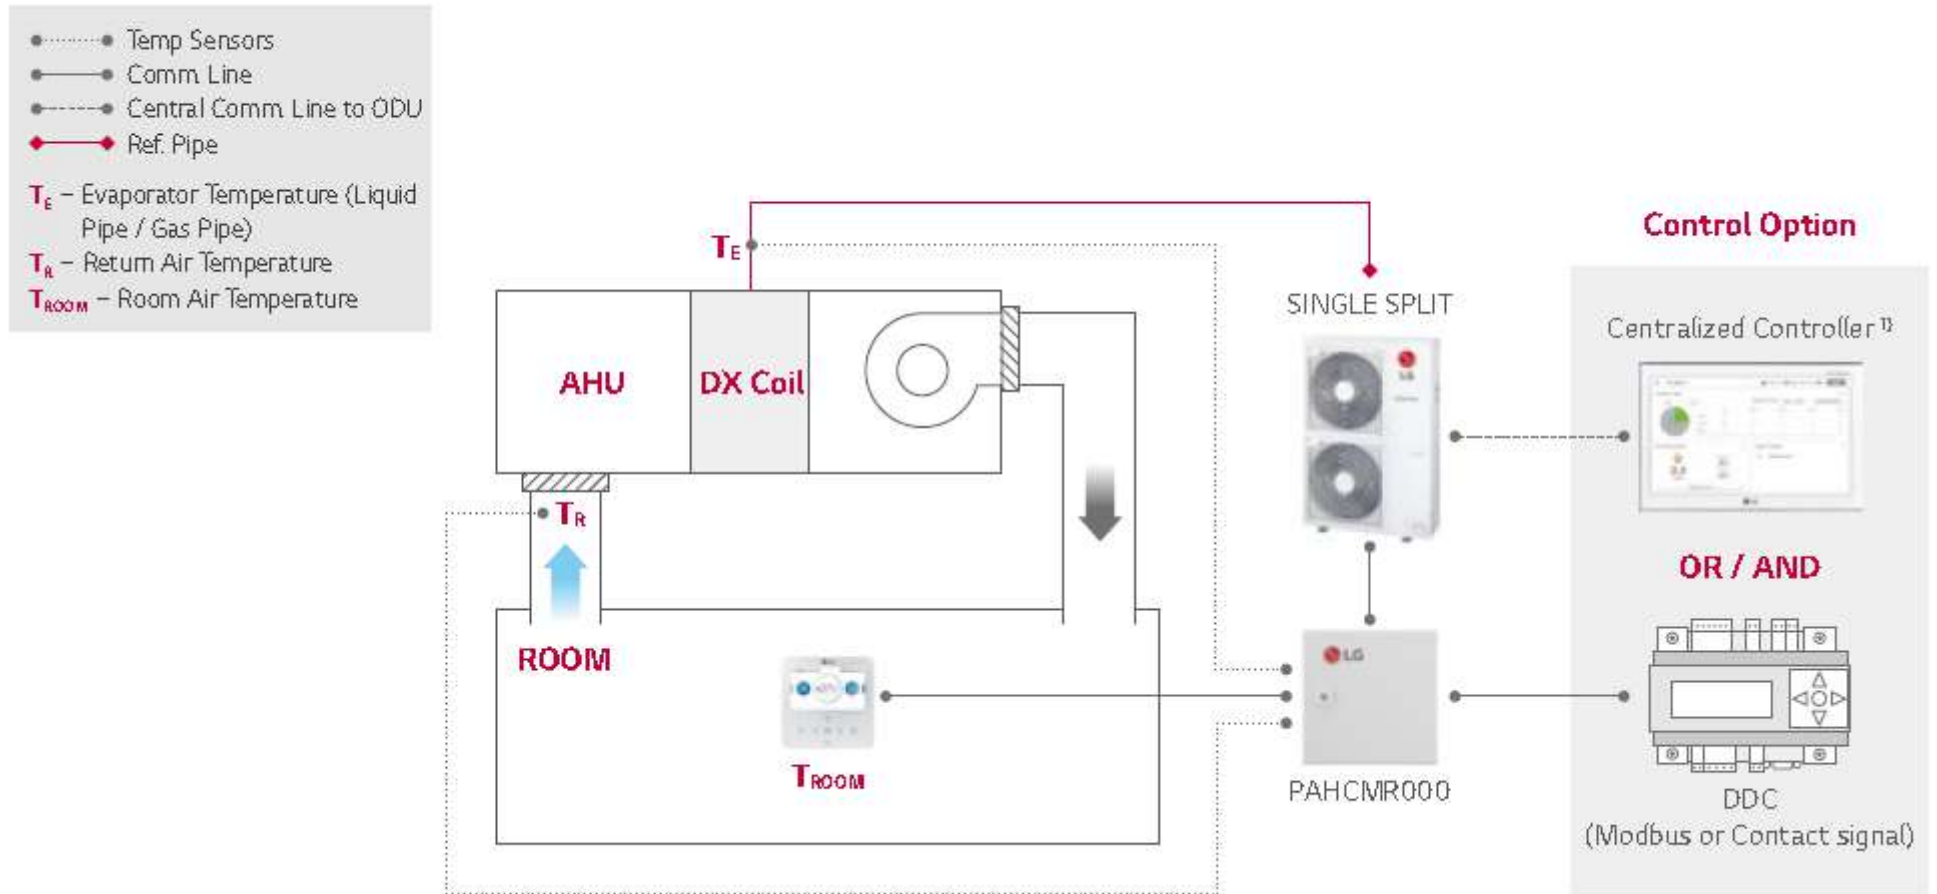 Temp Sensors
Comm. Line
Central Comm. Line to ODU
Ref. Pipe
TE – Evaporator Temperature (Liquid
Pipe / Gas Pipe)
TR – Return Air Temperature
TROOM – Room Air Temperature
TE
AHU
DX Coil
TR
ROOM
TROOM
SINGLE SPLIT
LG
LG
PAHCMR000
Control Option
Centralized Controller 1)
OR / AND
DDC
(Modbus or Contact signal)